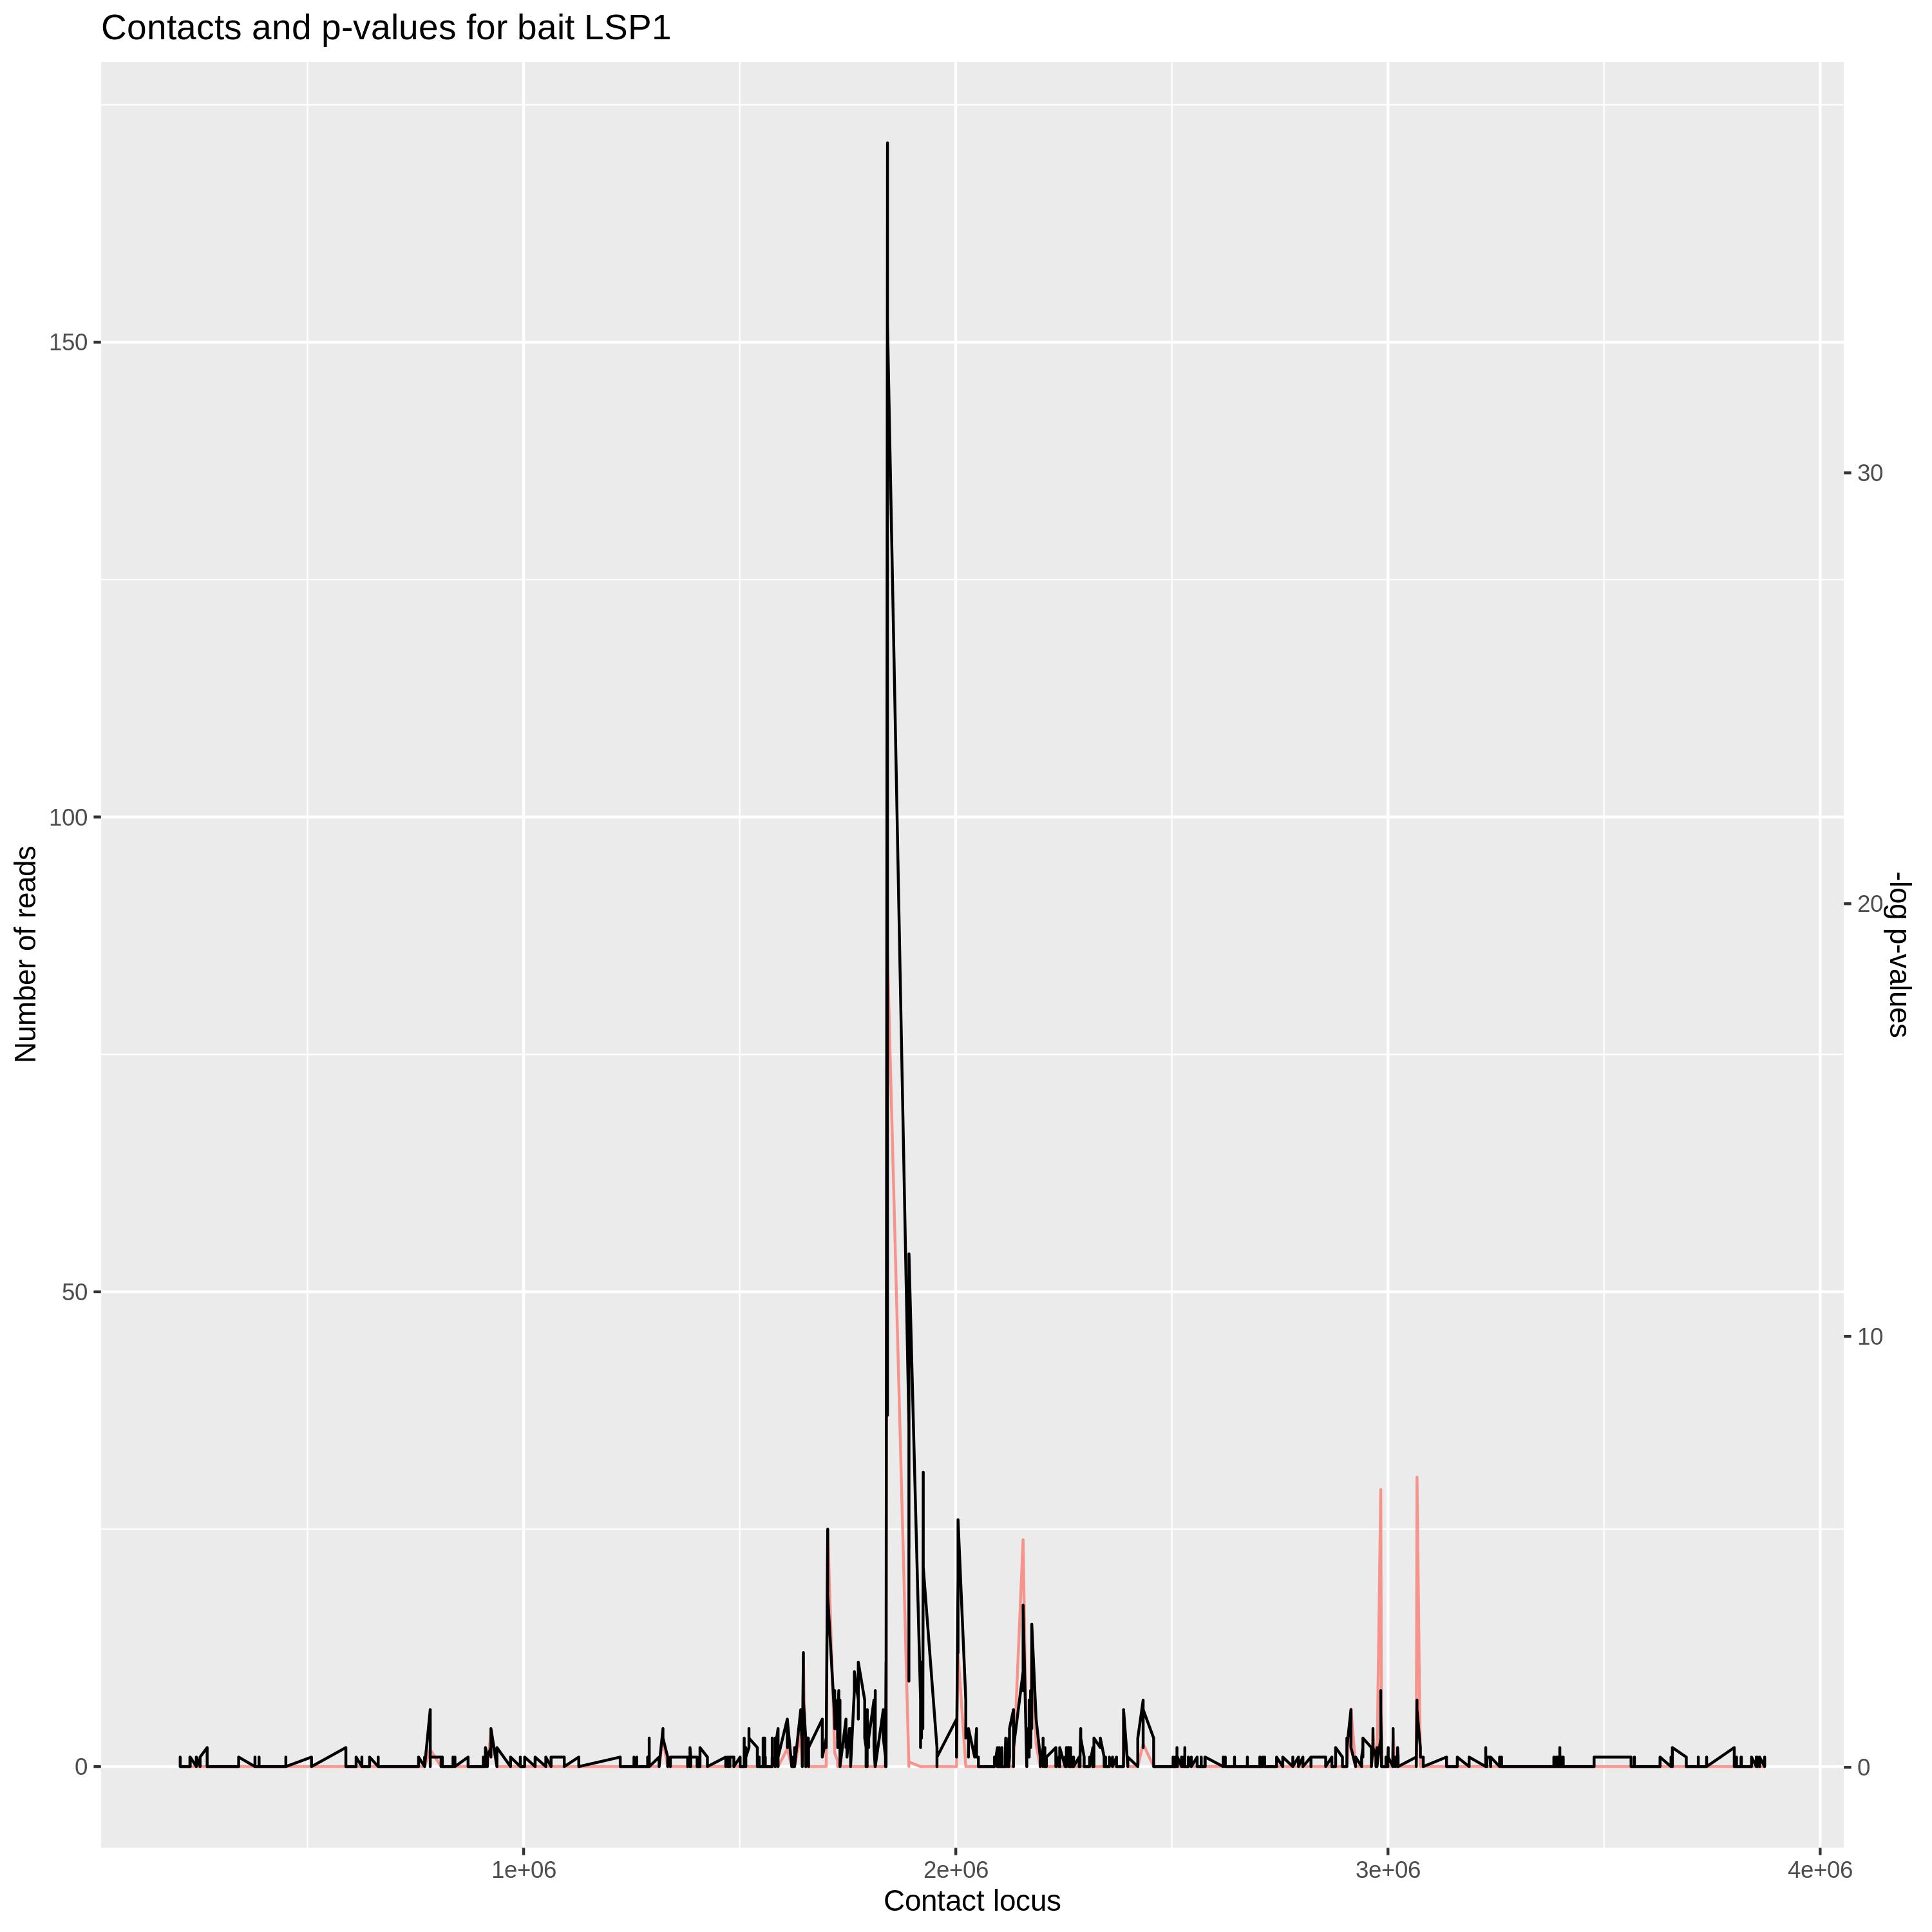 Contacts and p-values for bait LSP1
Number of reads
150
100
50
0
30
20
10
0
-log p-values
1e+06
2e+06
3e+06
4e+06
Contact locus